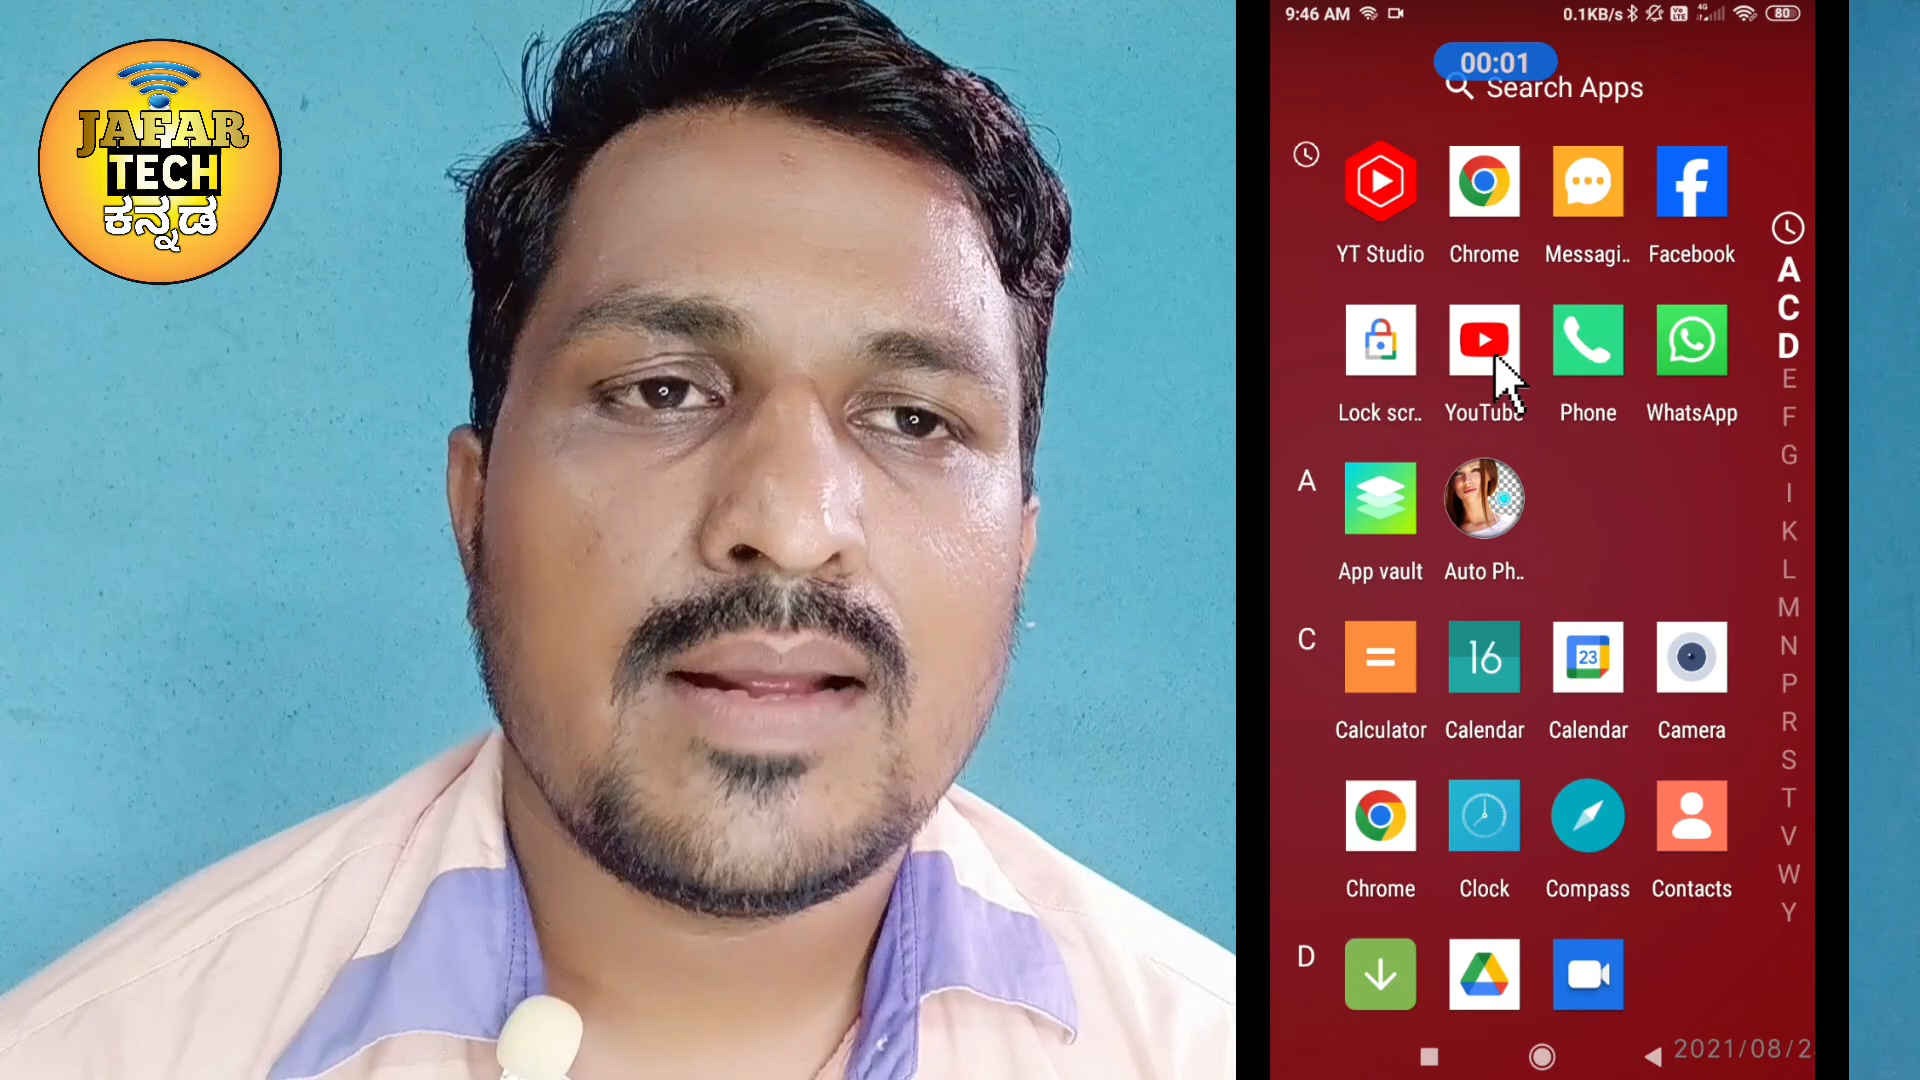 JAFAR
TECH
ಕನ್ನಡ
9:46 AM
0.1KB/s
4G
80
00:01
Search Apps
YT Studio
Chrome
Messagi..
Facebook
Lock scr..
YouTube
Phone
WhatsApp
A
App vault
Auto Ph..
C
16
23
Calculator
Calendar
Calendar
Camera
Chrome
Clock
Compass
Contacts
D
A
C
D
E
F
G
I
K
L
M
N
P
R
S
T
V
W
Y
2021/08/2